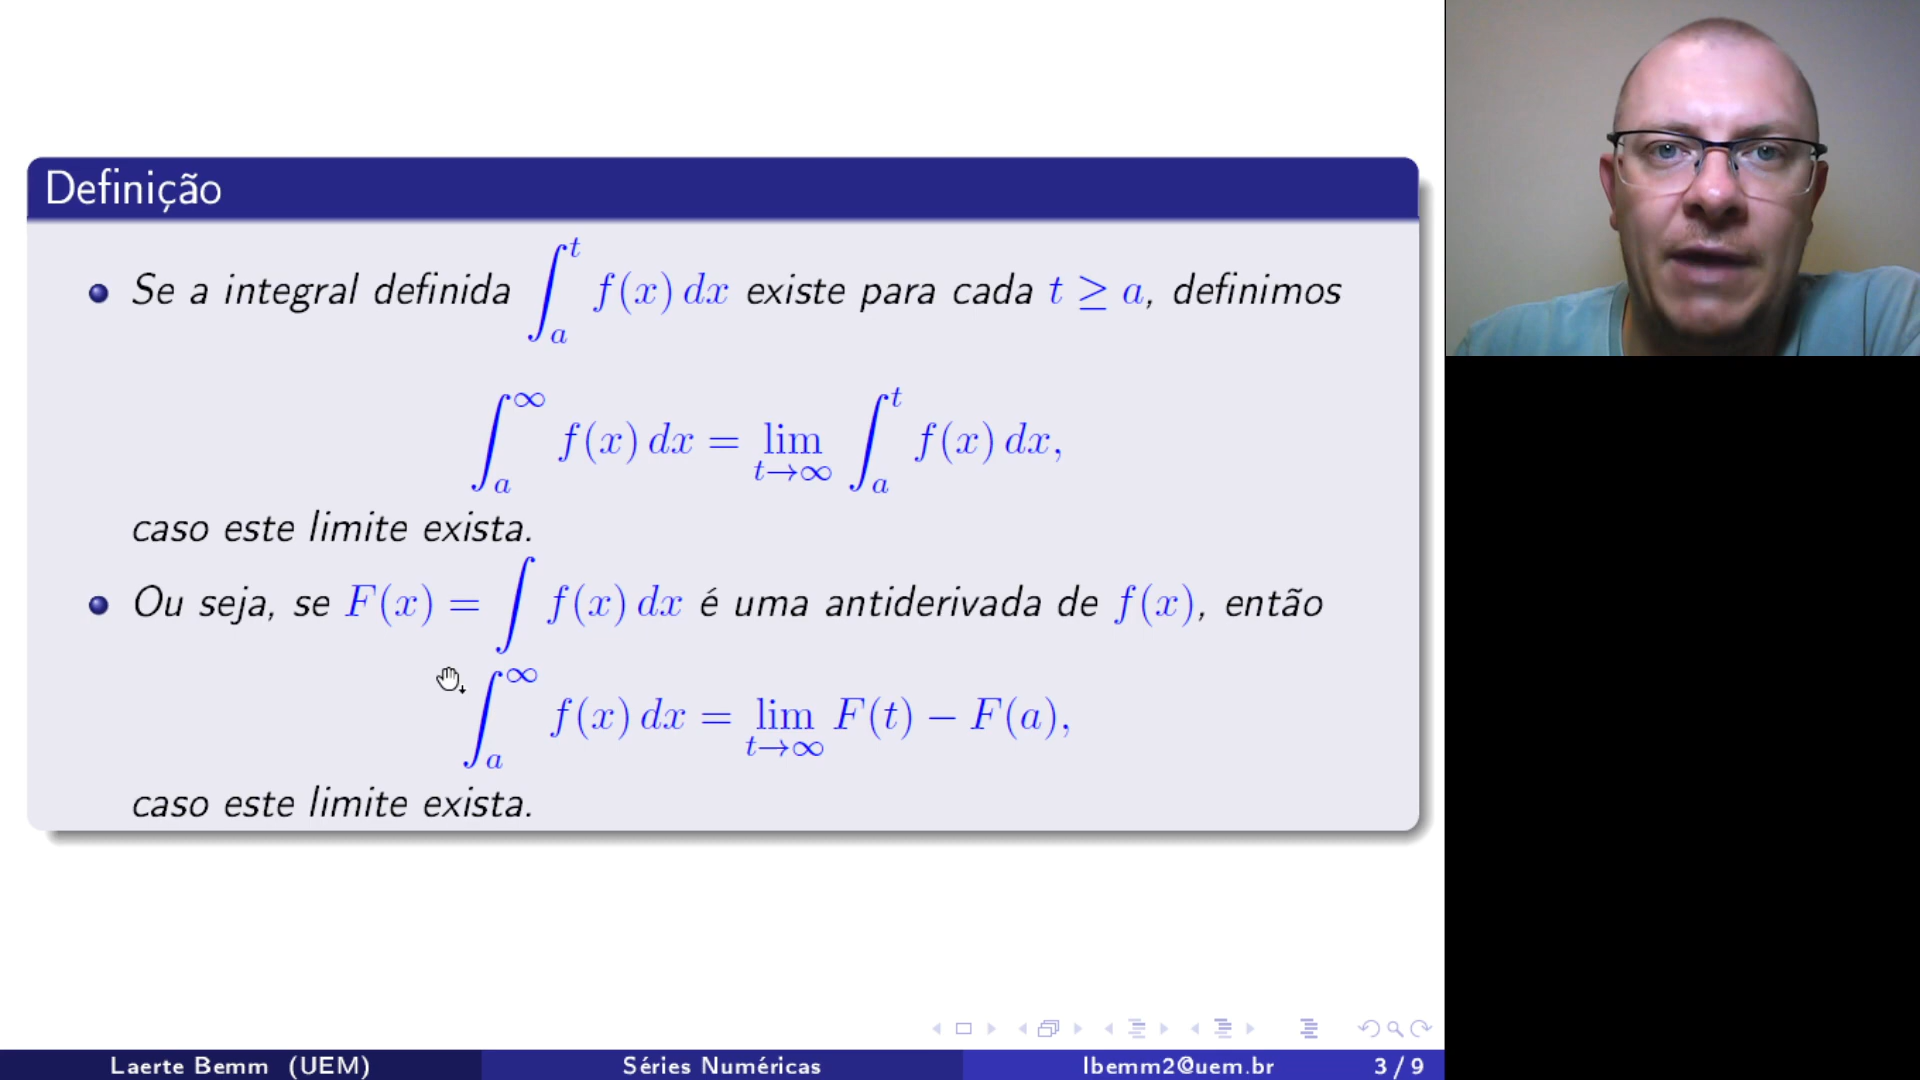 Definição
Se a integral definida ∫_a^t f(x) dx existe para cada t ≥ a, definimos
∫_a^∞ f(x) dx = lim_{t→∞} ∫_a^t f(x) dx,
caso este limite exista.
Ou seja, se F(x) = ∫ f(x) dx é uma antiderivada de f(x), então
∫_a^∞ f(x) dx = lim_{t→∞} F(t) − F(a),
caso este limite exista.
Laerte Bemm (UEM) Séries Numéricas lbemm2@uem.br 3 / 9